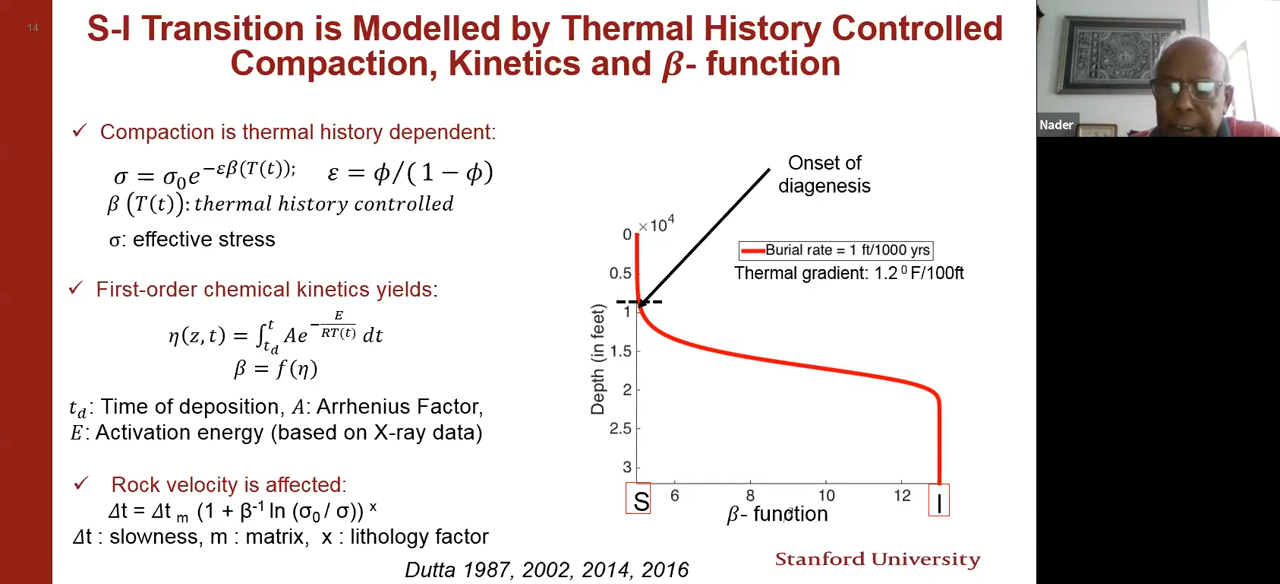 14
S-I Transition is Modelled by Thermal History Controlled
Compaction, Kinetics and β- function
✓ Compaction is thermal history dependent:
σ = σ₀e^{−εβ(T(t))}; ε = ϕ/(1 − ϕ)
β (T(t)): thermal history controlled
σ: effective stress
✓ First-order chemical kinetics yields:
η(z, t) = ∫_{t_d}^{t} Ae^{−E/RT(t)} dt
β = f(η)
t_d: Time of deposition, A: Arrhenius Factor,
E: Activation energy (based on X-ray data)
✓ Rock velocity is affected:
Δt = Δt m (1 + β⁻¹ ln (σ₀ / σ)) ˣ
Δt : slowness, m : matrix, x : lithology factor
Dutta 1987, 2002, 2014, 2016
Onset of
diagenesis
×10⁴
Burial rate = 1 ft/1000 yrs
Thermal gradient: 1.2 ⁰ F/100ft
Depth (in feet)
0
0.5
1
1.5
2
2.5
3
S 6 8 10 12 I
β- function
Stanford University
Nader